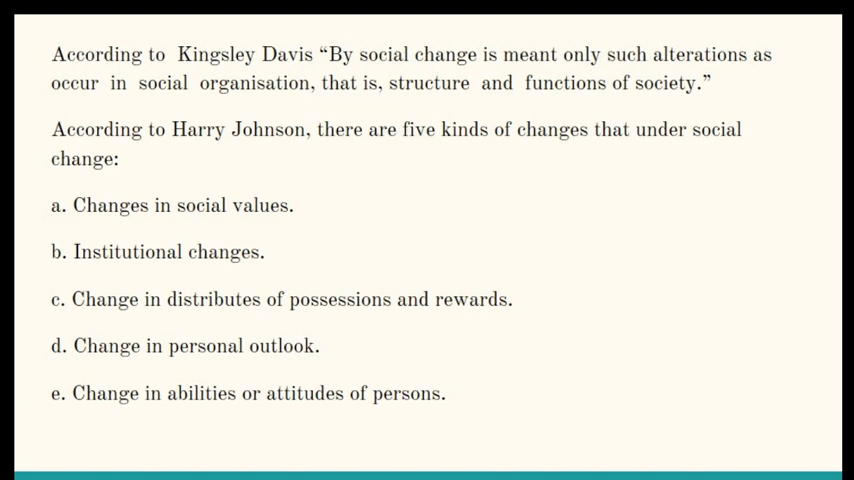 According to Kingsley Davis “By social change is meant only such alterations as
occur in social organisation, that is, structure and functions of society.”
According to Harry Johnson, there are five kinds of changes that under social
change:
a. Changes in social values.
b. Institutional changes.
c. Change in distributes of possessions and rewards.
d. Change in personal outlook.
e. Change in abilities or attitudes of persons.